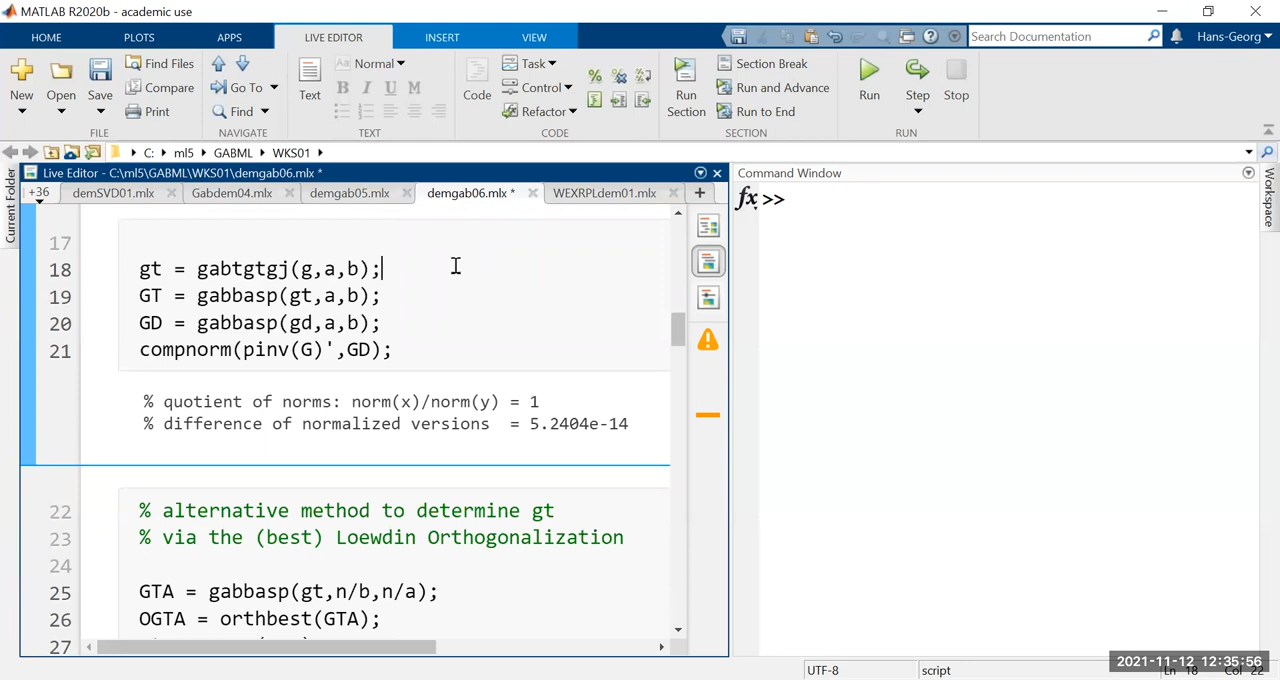 MATLAB R2020b - academic use
HOME PLOTS APPS LIVE EDITOR INSERT VIEW Search Documentation Hans-Georg
New Open Save Find Files Compare Print Go To Find Text Aa Normal B I U M Code Task Control Refactor Run Section Section Break Run and Advance Run to End Run Step Stop
FILE NAVIGATE TEXT CODE SECTION RUN
C: ml5 GABML WKS01
Live Editor - C:\ml5\GABML\WKS01\demgab06.mlx * Command Window
+36 demSVD01.mlx Gabdem04.mlx demgab05.mlx demgab06.mlx * WEXRPLdem01.mlx +
Current Folder
Workspace
fx >>
17
18 gt = gabtgtgj(g,a,b);
19 GT = gabbasp(gt,a,b);
20 GD = gabbasp(gd,a,b);
21 compnorm(pinv(G)',GD);
% quotient of norms: norm(x)/norm(y) = 1
% difference of normalized versions = 5.2404e-14
22 % alternative method to determine gt
23 % via the (best) Loewdin Orthogonalization
24
25 GTA = gabbasp(gt,n/b,n/a);
26 OGTA = orthbest(GTA);
27
UTF-8 script Ln 18 Col 22
2021-11-12 12:35:56